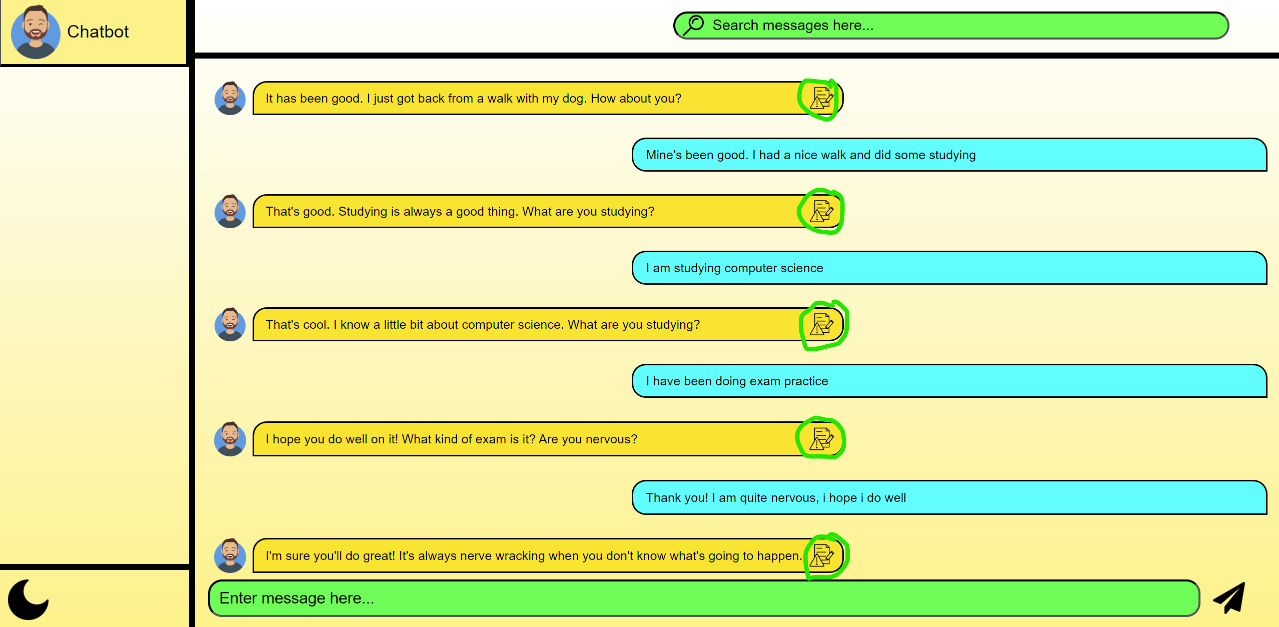 Chatbot
Search messages here...
It has been good. I just got back from a walk with my dog. How about you?
Mine's been good. I had a nice walk and did some studying
That's good. Studying is always a good thing. What are you studying?
I am studying computer science
That's cool. I know a little bit about computer science. What are you studying?
I have been doing exam practice
I hope you do well on it! What kind of exam is it? Are you nervous?
Thank you! I am quite nervous, i hope i do well
I'm sure you'll do great! It's always nerve wracking when you don't know what's going to happen.
Enter message here...